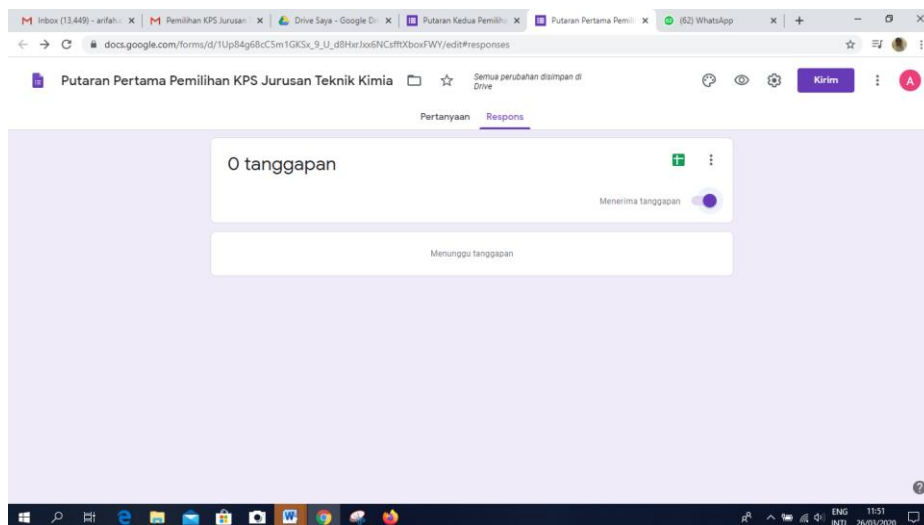 Inbox (13,449) - arifah.
Pemilihan KPS Jurusan
Drive Saya - Google Dr
Putaran Kedua Pemilih
Putaran Pertama Pemili
(62) WhatsApp
docs.google.com/forms/d/1Up84g68cC5m1GKSx_9_U_d8HxrJxx6NCsfftXboxFWY/edit#responses
Putaran Pertama Pemilihan KPS Jurusan Teknik Kimia
Semua perubahan disimpan di
Drive
Kirim
A
Pertanyaan Respons
0 tanggapan
Menerima tanggapan
Menunggu tanggapan
ENG 11:51
INTL 26/03/2020